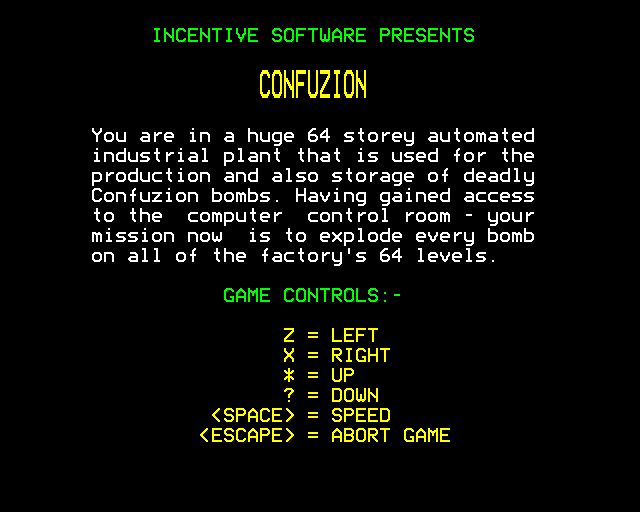 INCENTIVE SOFTWARE PRESENTS
CONFUZION
You are in a huge 64 storey automated
industrial plant that is used for the
production and also storage of deadly
Confuzion bombs. Having gained access
to the  computer  control room - your
mission now  is to explode every bomb
on all of the factory's 64 levels.
GAME CONTROLS:-
Z = LEFT
X = RIGHT
* = UP
? = DOWN
<SPACE> = SPEED
<ESCAPE> = ABORT GAME